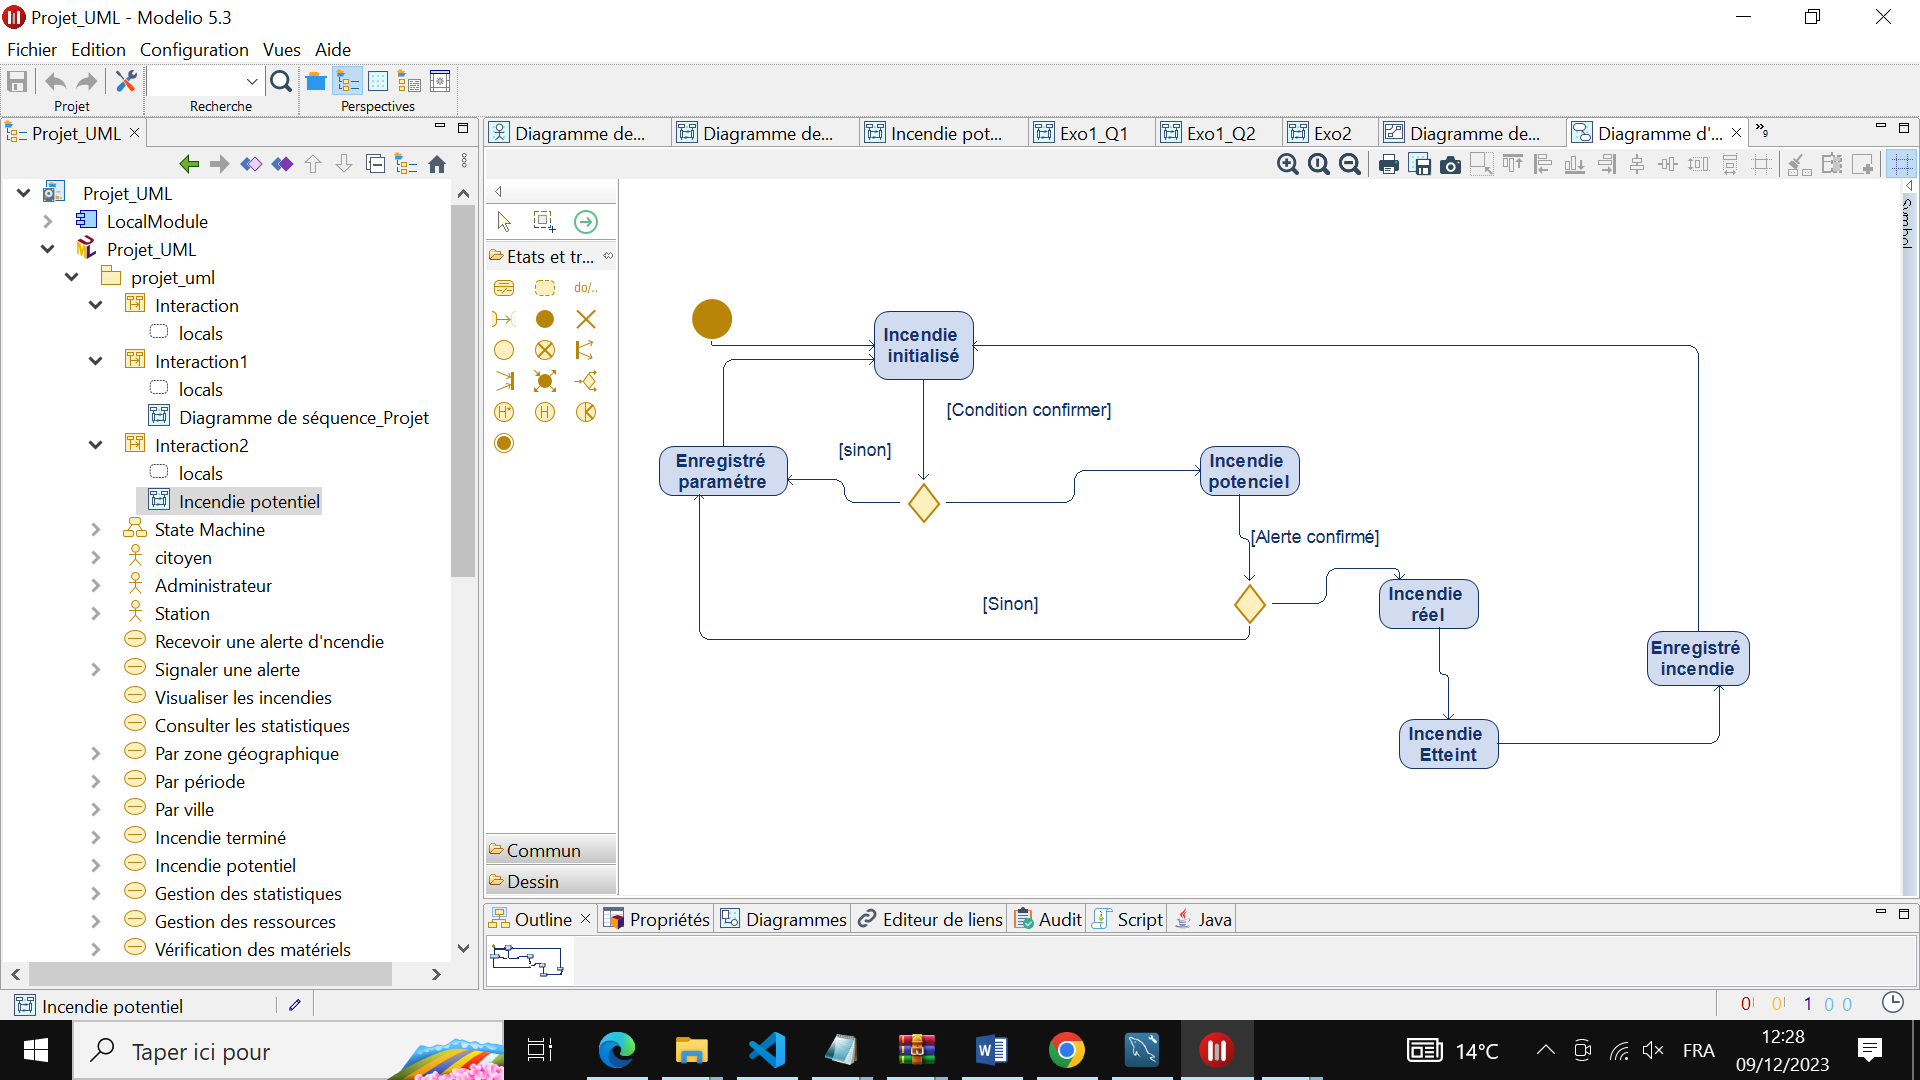 Projet_UML - Modelio 5.3
Fichier Edition Configuration Vues Aide
Projet Recherche Perspectives
Projet_UML
Diagramme de... Diagramme de... Incendie pot... Exo1_Q1 Exo1_Q2 Exo2 Diagramme de... Diagramme d'... »9
Projet_UML
LocalModule
Projet_UML
projet_uml
Interaction
locals
Interaction1
locals
Diagramme de séquence_Projet
Interaction2
locals
Incendie potentiel
State Machine
citoyen
Administrateur
Station
Recevoir une alerte d'ncendie
Signaler une alerte
Visualiser les incendies
Consulter les statistiques
Par zone géographique
Par période
Par ville
Incendie terminé
Incendie potentiel
Gestion des statistiques
Gestion des ressources
Vérification des matériels
Etats et tr...
do/..
H* H
Commun
Dessin
Symbol
Incendie
initialisé
[Condition confirmer]
[sinon]
Enregistré
paramétre
Incendie
potenciel
[Alerte confirmé]
[Sinon]
Incendie
réel
Enregistré
incendie
Incendie
Etteint
Outline Propriétés Diagrammes Editeur de liens Audit Script Java
Incendie potentiel
0 0 1 0 0
Taper ici pour
14°C
FRA
12:28
09/12/2023